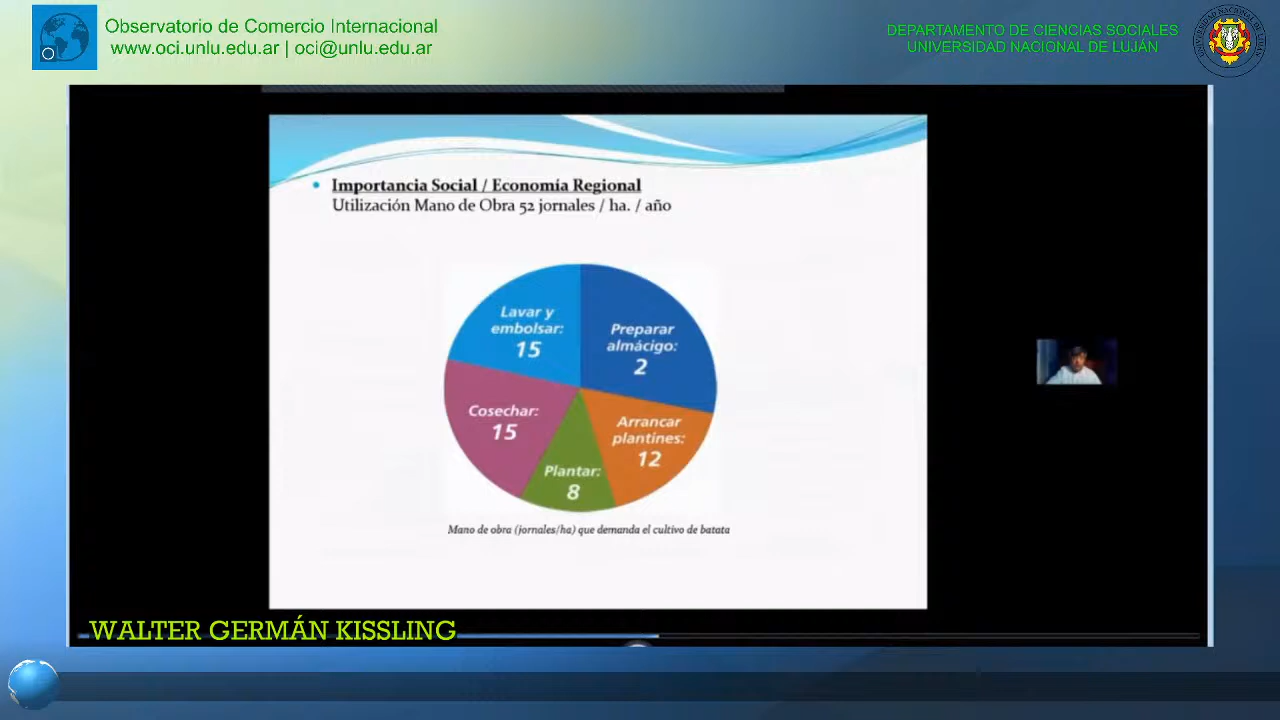 Observatorio de Comercio Internacional
www.oci.unlu.edu.ar | oci@unlu.edu.ar
DEPARTAMENTO DE CIENCIAS SOCIALES
UNIVERSIDAD NACIONAL DE LUJÁN
Importancia Social / Economía Regional
Utilización Mano de Obra 52 jornales / ha. / año
Lavar y
embolsar:
15
Preparar
almácigo:
2
Cosechar:
15
Arrancar
plantines:
12
Plantar:
8
Mano de obra (jornales/ha) que demanda el cultivo de batata
WALTER GERMÁN KISSLING